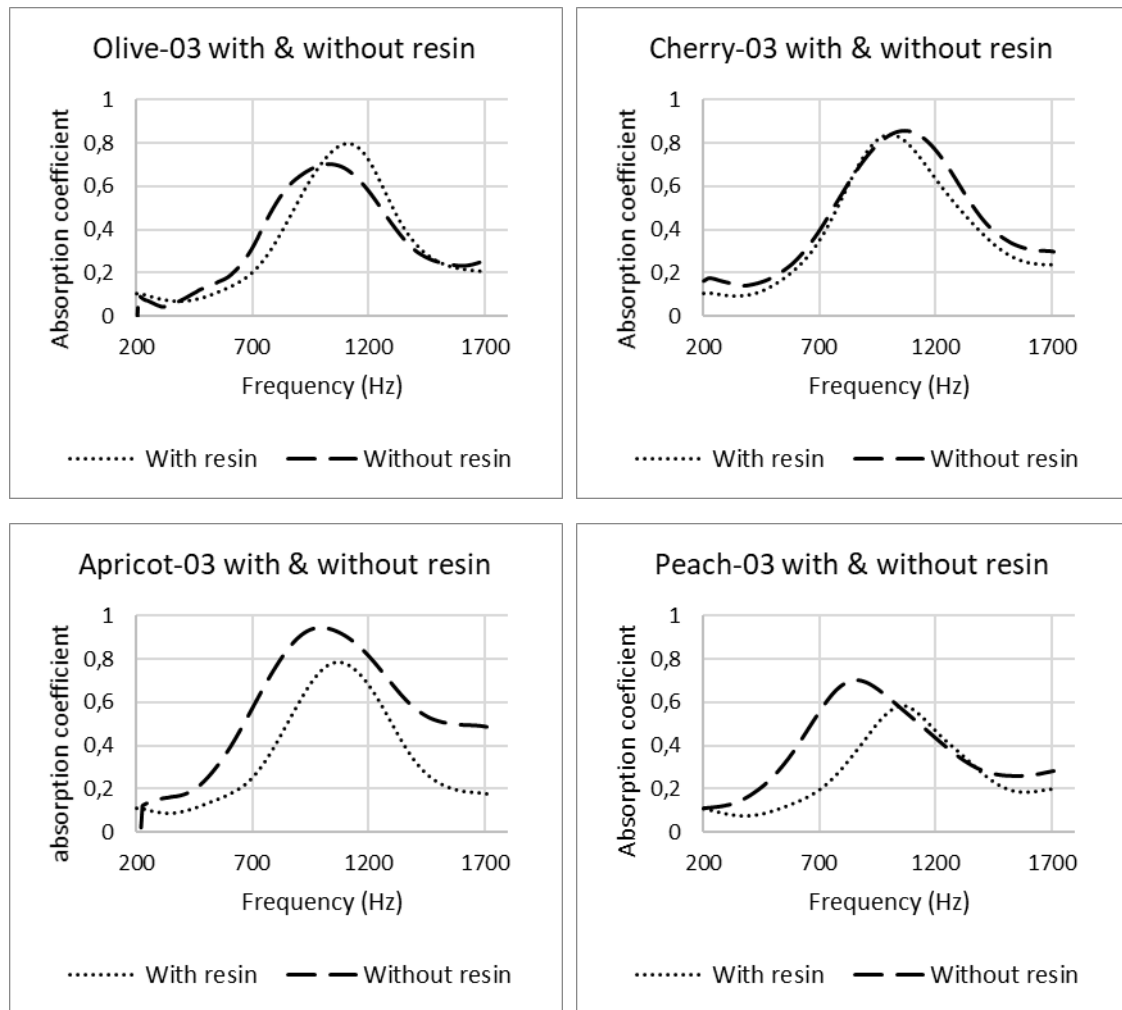 Olive-03 with & without resin
Absorption coefficient
1
0,8
0,6
0,4
0,2
0
200 700 1200 1700
Frequency (Hz)
With resin Without resin
Cherry-03 with & without resin
Absorption coefficient
1
0,8
0,6
0,4
0,2
0
200 700 1200 1700
Frequency (Hz)
With resin Without resin
Apricot-03 with & without resin
absorption coefficient
1
0,8
0,6
0,4
0,2
0
200 700 1200 1700
Frequency (Hz)
With resin Without resin
Peach-03 with & without resin
Absorption coefficient
1
0,8
0,6
0,4
0,2
0
200 700 1200 1700
Frequency (Hz)
With resin Without resin